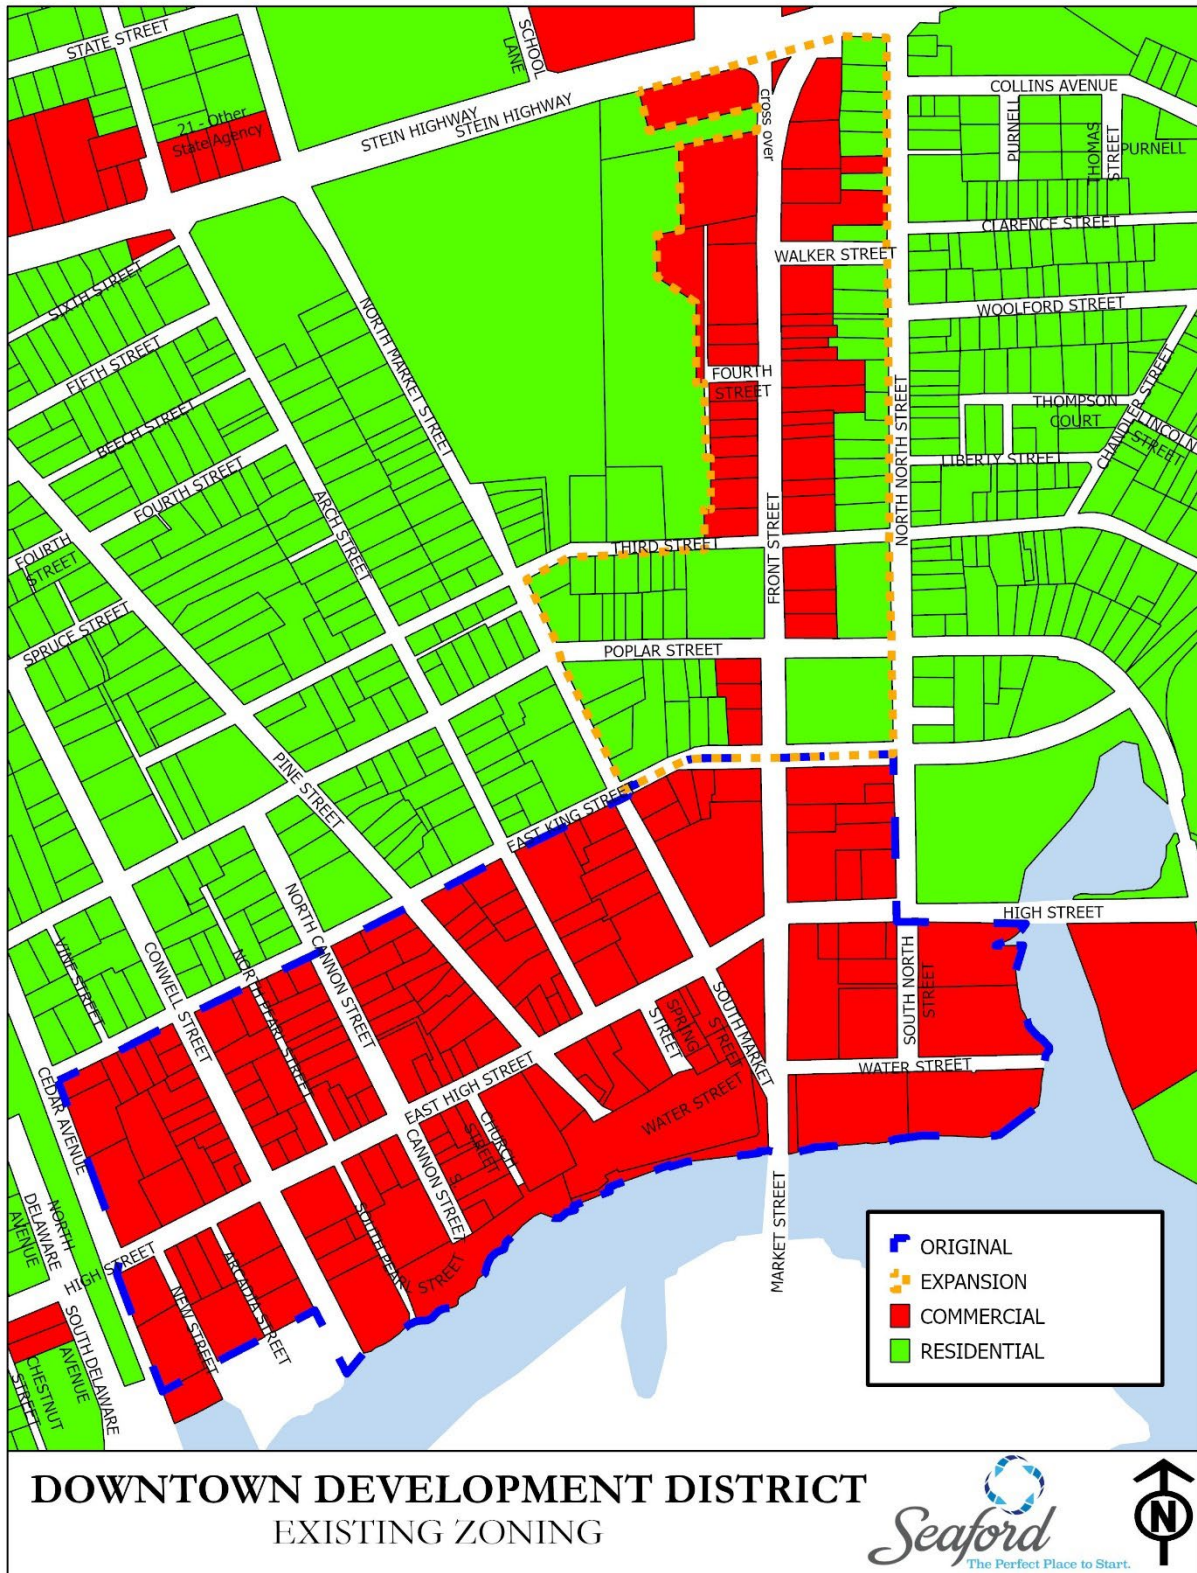 STATE STREET
SCHOOL
LANE
COLLINS AVENUE
21 - Other
State Agency
STEIN HIGHWAY
STEIN HIGHWAY
cross over
PURNELL
THOMAS
STREET
PURNELL
CLARENCE STREET
WALKER STREET
SIXTH STREET
NORTH MARKET STREET
WOOLFORD STREET
FIFTH STREET
FOURTH
STREET
THOMPSON
COURT
CHANDLER STREET
LINCOLN
STREET
BEECH STREET
NORTH NORTH STREET
LIBERTY STREET
FOURTH STREET
ARCH STREET
FOURTH
STREET
THIRD STREET
FRONT STREET
SPRUCE STREET
POPLAR STREET
PINE STREET
EAST KING STREET
HIGH STREET
VINE STREET
CONWELL STREET
NORTH PEARL STREET
NORTH CANNON STREET
SOUTH NORTH
STREET
SPRING
STREET
SOUTH MARKET
STREET
CEDAR AVENUE
EAST HIGH STREET
WATER STREET
WATER STREET
CHURCH
STREET
S.
CANNON STREET
NORTH
DELAWARE
AVENUE
AVENUE
HIGH STREET
NEW STREET
ARCADIA STREET
SOUTH PEARL STREET
MARKET STREET
SOUTH DELAWARE
AVENUE
CHESTNUT
STREET
ORIGINAL
EXPANSION
COMMERCIAL
RESIDENTIAL
DOWNTOWN DEVELOPMENT DISTRICT
EXISTING ZONING
Seaford
The Perfect Place to Start.
N